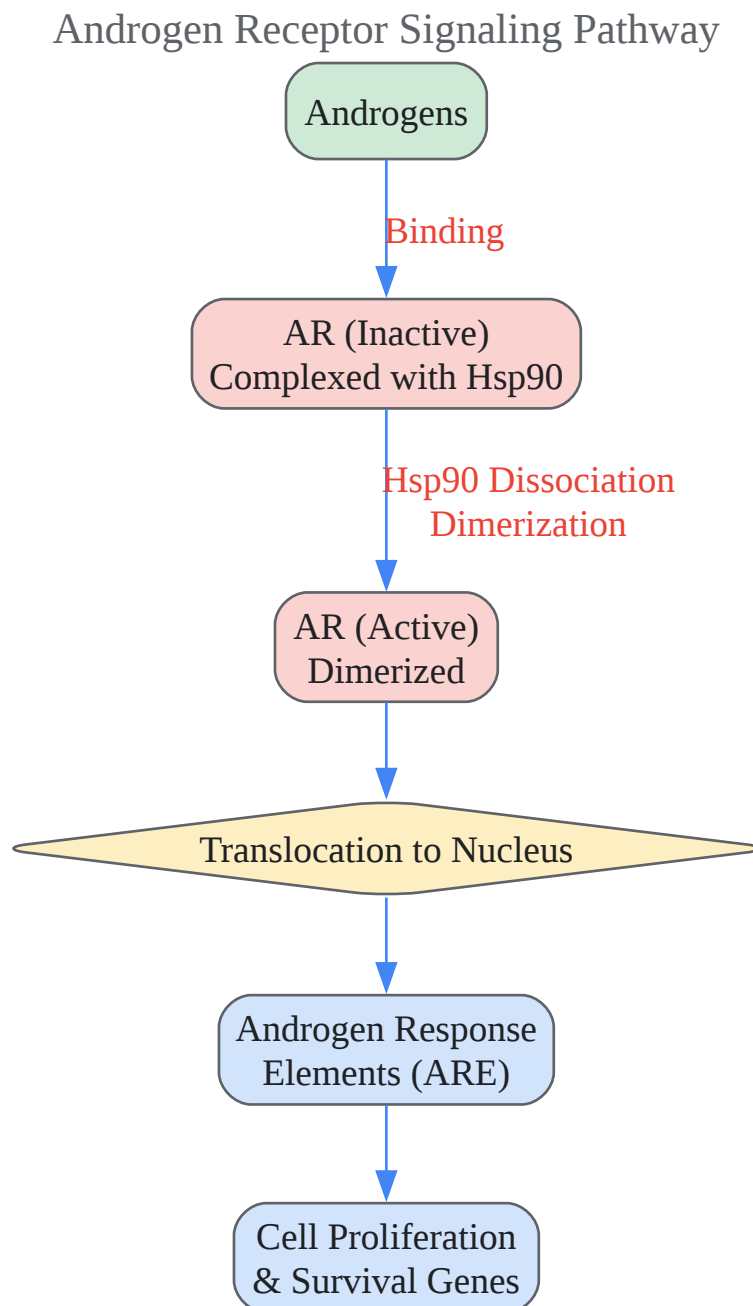 Androgen Receptor Signaling Pathway
Androgens
Binding
AR (Inactive)
Complexed with Hsp90
Hsp90 Dissociation
Dimerization
AR (Active)
Dimerized
Translocation to Nucleus
Androgen Response
Elements (ARE)
Cell Proliferation
& Survival Genes